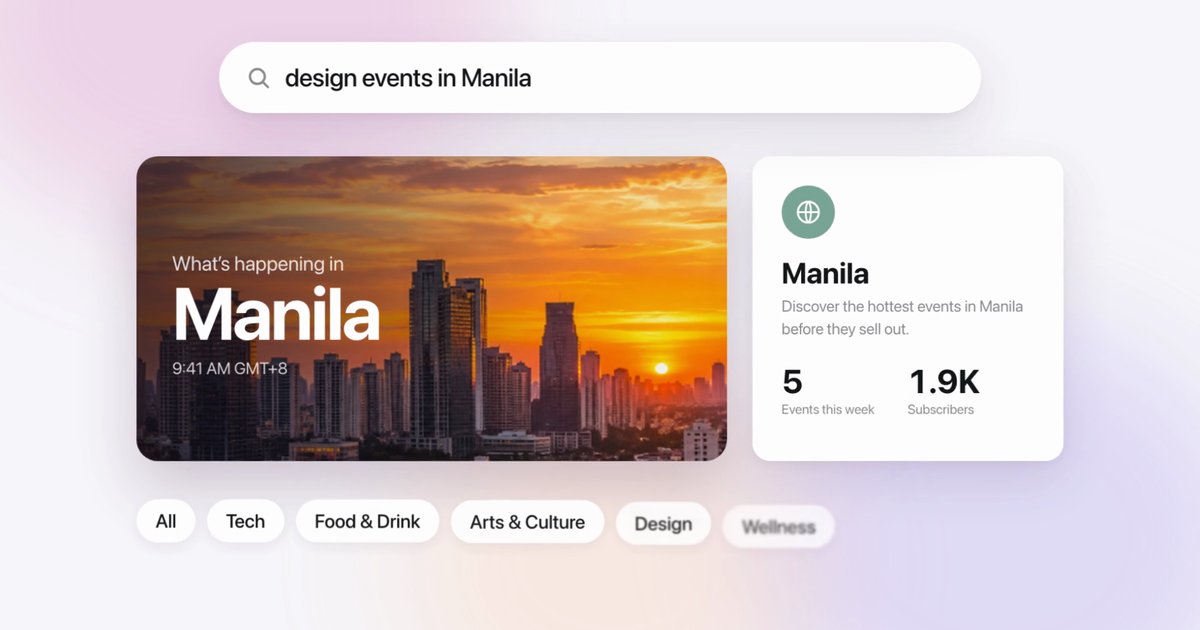 design events in Manila
What's happening in
Manila
9:41 AM GMT+8
Manila
Discover the hottest events in Manila
before they sell out.
5
Events this week
1.9K
Subscribers
All
Tech
Food & Drink
Arts & Culture
Design
Wellness